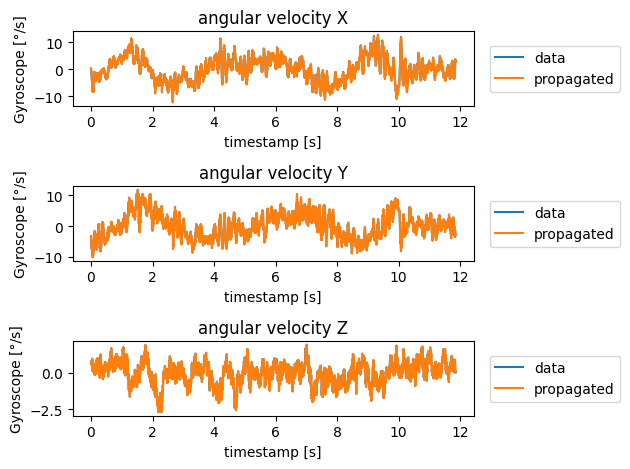 angular velocity X
Gyroscope [°/s]
10
0
−10
0 2 4 6 8 10 12
timestamp [s]
data
propagated
angular velocity Y
Gyroscope [°/s]
10
0
−10
0 2 4 6 8 10 12
timestamp [s]
data
propagated
angular velocity Z
Gyroscope [°/s]
0.0
−2.5
0 2 4 6 8 10 12
timestamp [s]
data
propagated